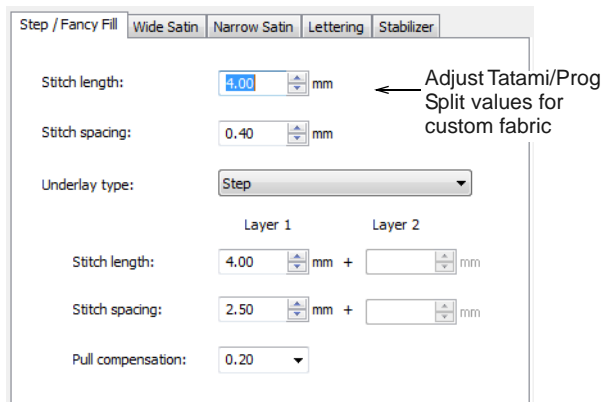 Step / Fancy Fill Wide Satin Narrow Satin Lettering Stabilizer
Stitch length: 4.00 mm
Adjust Tatami/Prog
Split values for
custom fabric
Stitch spacing: 0.40 mm
Underlay type: Step
Layer 1 Layer 2
Stitch length: 4.00 mm + mm
Stitch spacing: 2.50 mm + mm
Pull compensation: 0.20